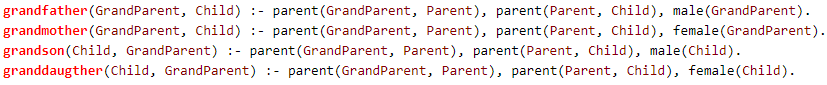 grandfather(GrandParent, Child) :- parent(GrandParent, Parent), parent(Parent, Child), male(GrandParent).
grandmother(GrandParent, Child) :- parent(GrandParent, Parent), parent(Parent, Child), female(GrandParent).
grandson(Child, GrandParent) :- parent(GrandParent, Parent), parent(Parent, Child), male(Child).
granddaugther(Child, GrandParent) :- parent(GrandParent, Parent), parent(Parent, Child), female(Child).